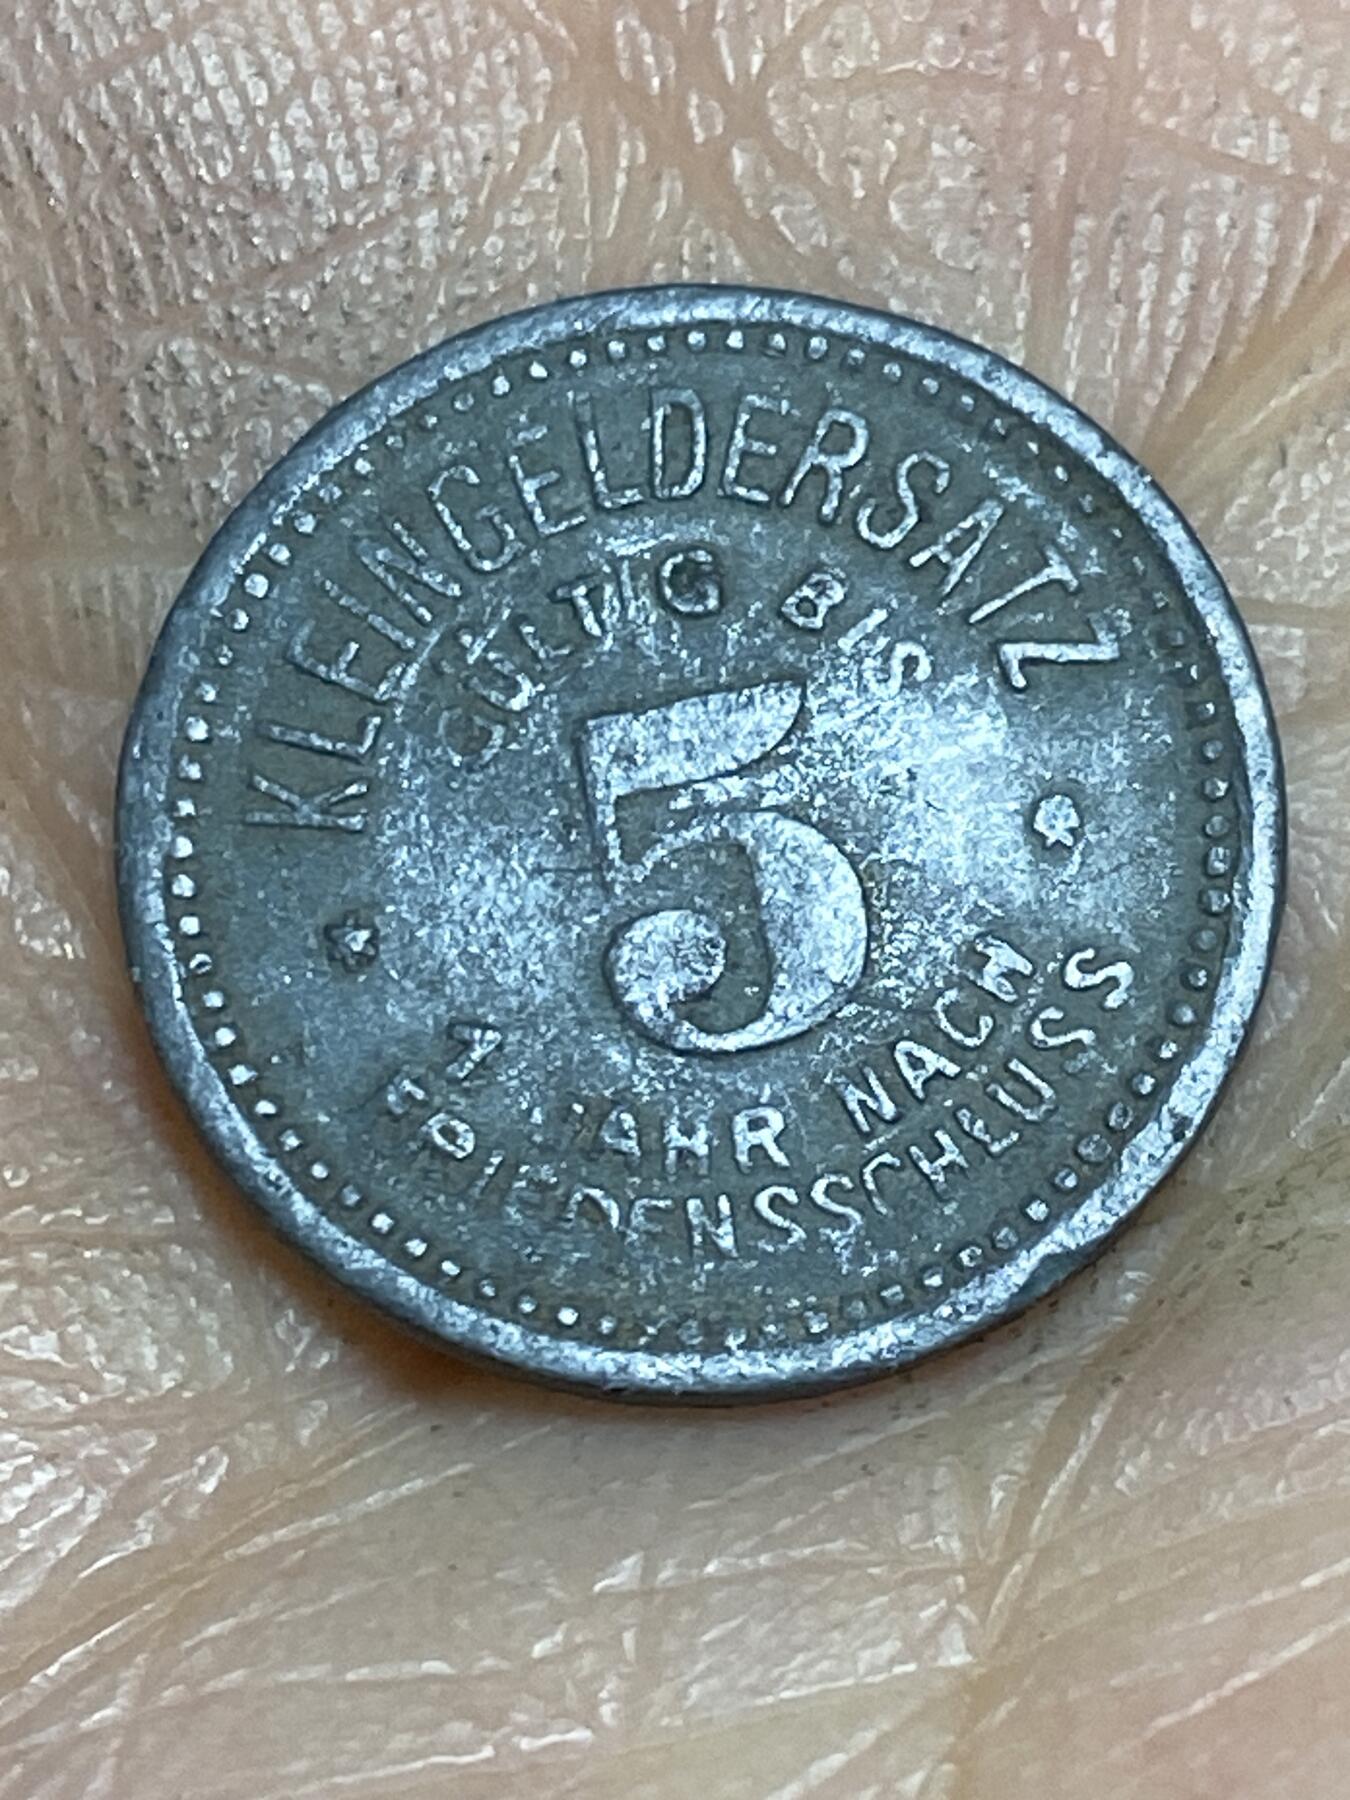 KLEINGELDERSATZ
GÜLTIG BIS
5
1 JAHR NACH
FRIEDENSSCHLUSS